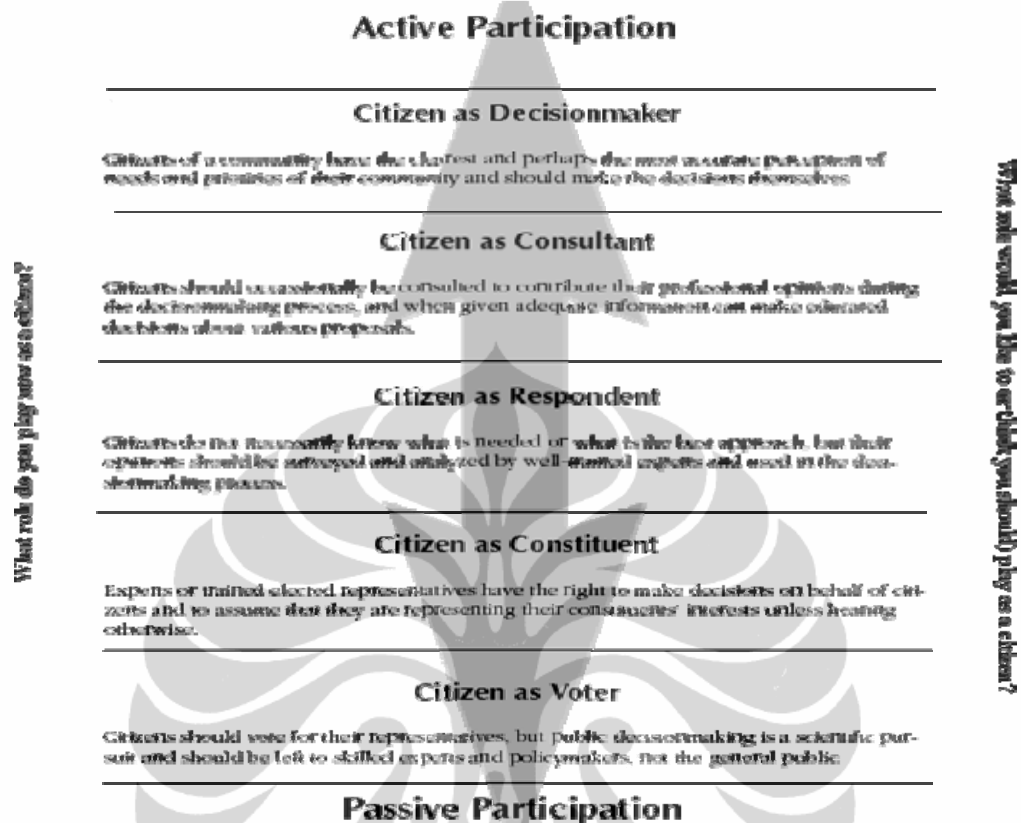 Active Participation
Citizen as Decisionmaker
Citizens of a community have the clearest and perhaps the most accurate perception of
needs and priorities of their community and should make the decisions themselves.
Citizen as Consultant
Citizens should occasionally be consulted to contribute their professional opinions during
the decisionmaking process, and when given adequate information can make educated
decisions about various proposals.
Citizen as Respondent
Citizens do not necessarily know what is needed or what is the best approach, but their
opinions should be surveyed and analyzed by well-trained experts and used in the deci-
sionmaking process.
Citizen as Constituent
Experts or trained elected representatives have the right to make decisions on behalf of citi-
zens and to assume that they are representing their constituents' interests unless hearing
otherwise.
Citizen as Voter
Citizens should vote for their representatives, but public decisionmaking is a scientific pur-
suit and should be left to skilled experts and policymakers, not the general public.
Passive Participation
What role do you play now as a citizen?
What role would you like to (or think you should) play as a citizen?